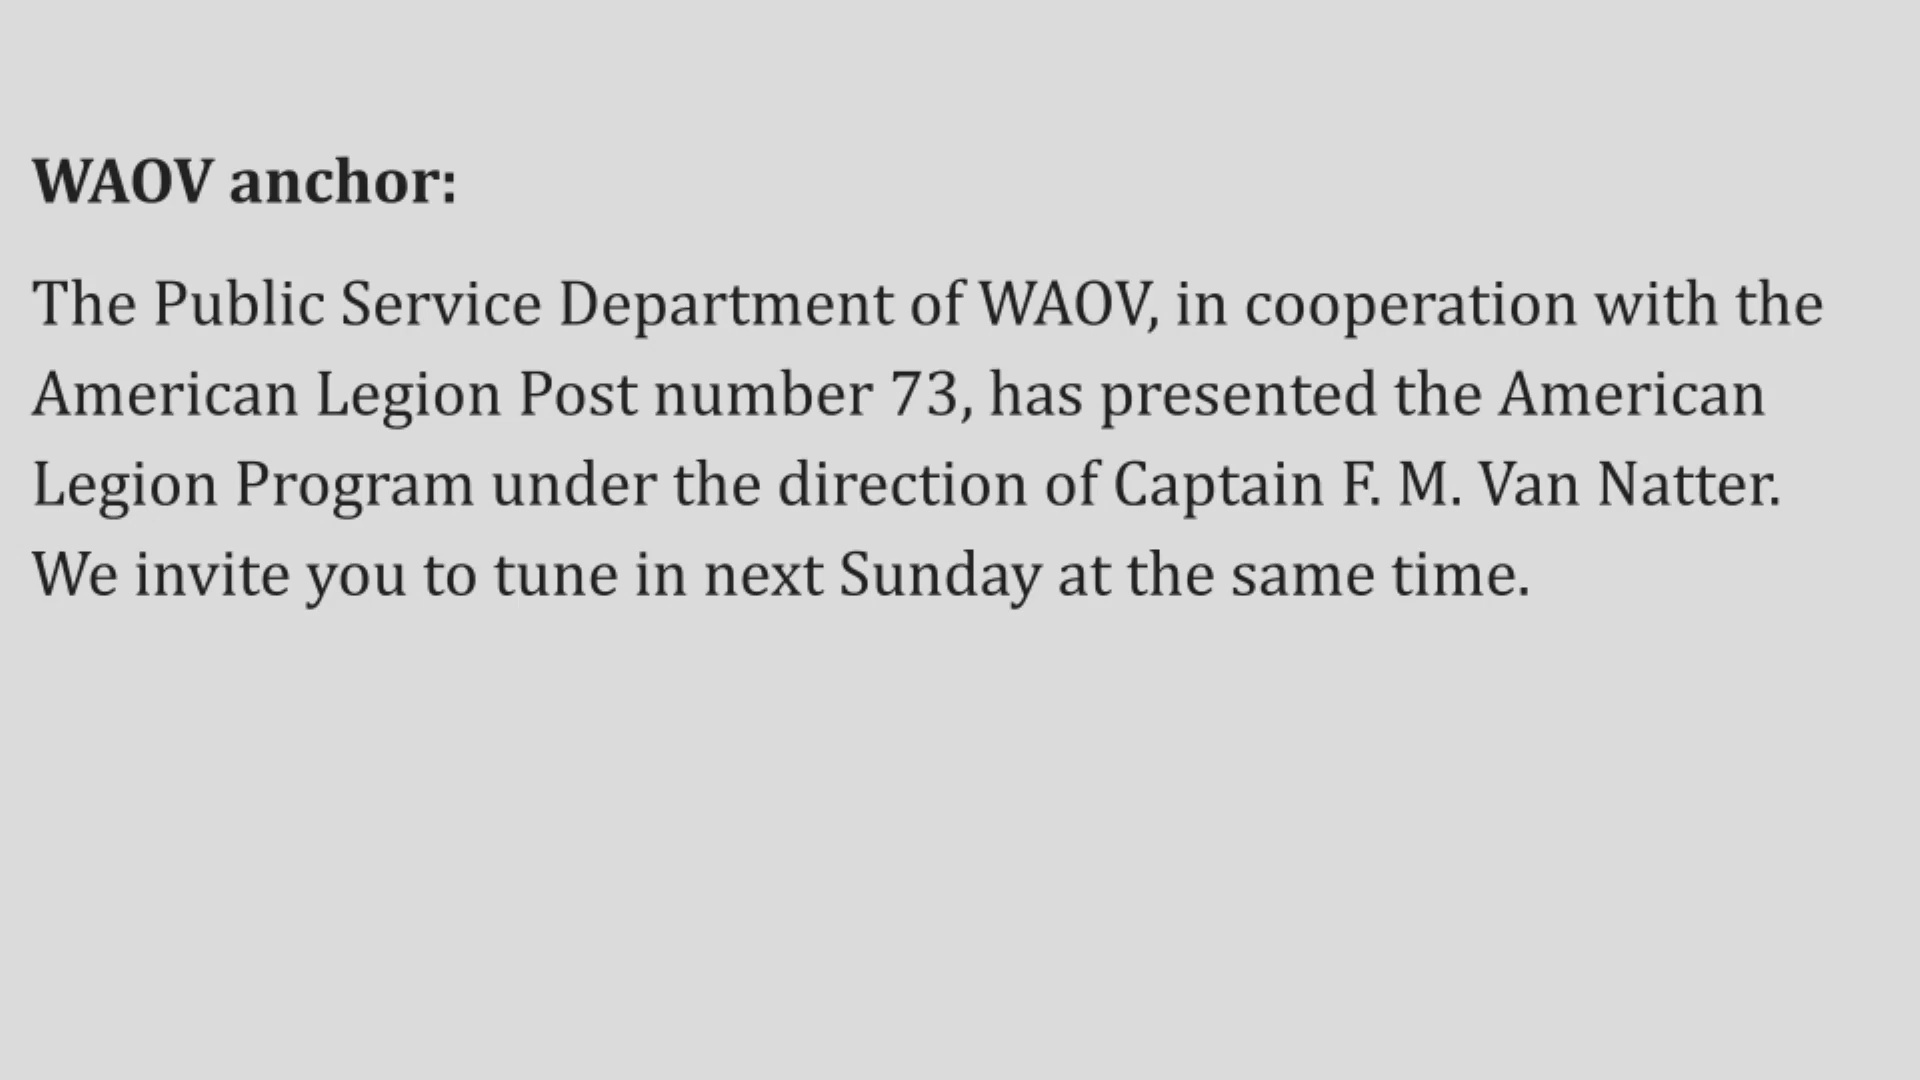 WAOV anchor:
The Public Service Department of WAOV, in cooperation with the
American Legion Post number 73, has presented the American
Legion Program under the direction of Captain F. M. Van Natter.
We invite you to tune in next Sunday at the same time.